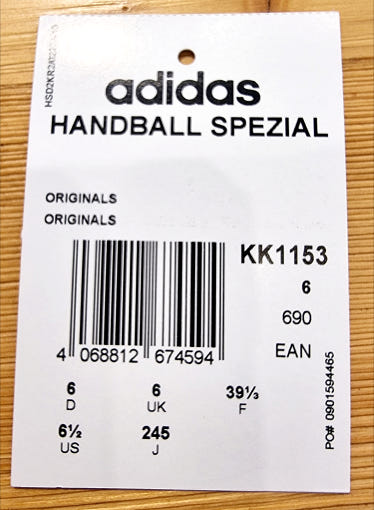 adidas
HANDBALL SPEZIAL
ORIGINALS
ORIGINALS
KK1153
6
690
EAN
4 068812 674594
6 6 39⅓
D UK F
6½ 245
US J
PO# 0901594465